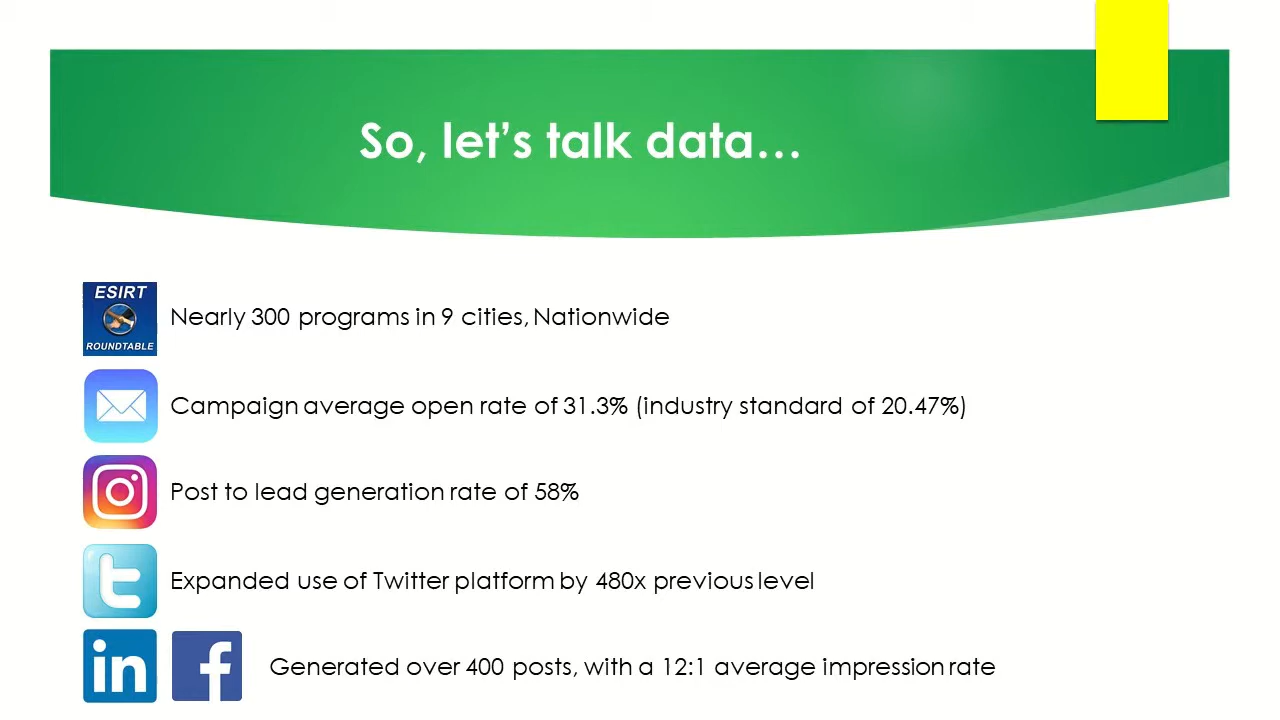 So, let's talk data…
ESIRT
ROUNDTABLE
Nearly 300 programs in 9 cities, Nationwide
Campaign average open rate of 31.3% (industry standard of 20.47%)
Post to lead generation rate of 58%
Expanded use of Twitter platform by 480x previous level
Generated over 400 posts, with a 12:1 average impression rate